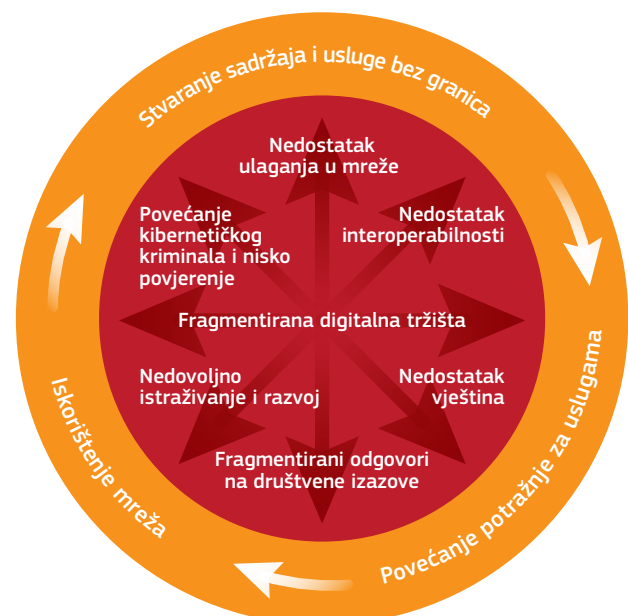 Stvaranje sadržaja i usluge bez granica
Nedostatak
ulaganja u mreže
Povećanje
kibernetičkog
kriminala i nisko
povjerenje
Nedostatak
interoperabilnosti
Fragmentirana digitalna tržišta
Nedovoljno
istraživanje i razvoj
Nedostatak
vještina
Fragmentirani odgovori
na društvene izazove
Povećanje potražnje za uslugama
Iskorištenje mreža